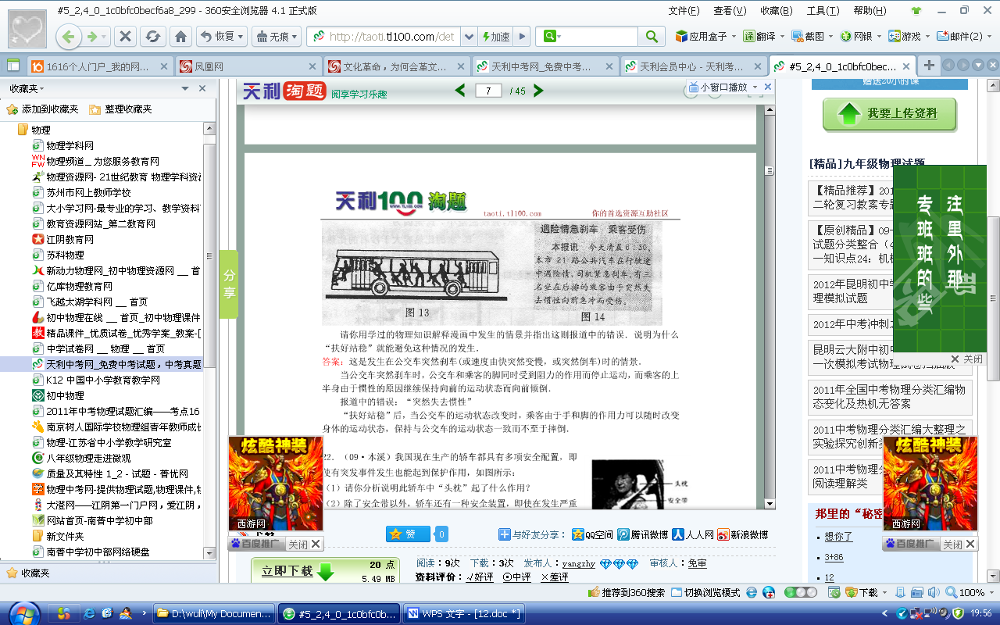 #5_2,4_0_1c0bfc0becf6a8_299 - 360安全浏览器 4.1 正式版
文件(F) 查看(V) 收藏(B) 工具(T) 帮助(H)
恢复 无痕 http://taoti.tl100.com/det 加速 应用盒子 翻译 截图 网银 游戏 邮件(2)
1616个人门户_我的网... 凤凰网 文化革命，为何会革文... 天利中考网_免费中考... 天利会员中心 - 天利考... #5_2,4_0_1c0bfc0bec...
收藏夹
添加到收藏夹 整理收藏夹
物理
物理学科网
物理频道_ 为您服务教育网
物理资源网- 21世纪教育 物理学科资
苏州市网上教师学校
大小学习网-最专业的学习、教学资料
教育资源网站_第二教育网
江阴教育网
苏科物理
新动力物理网_初中物理资源网 __ 首
亿库物理教育网
飞越太湖学科网 __ 首页
初中物理在线 __ 首页_初中物理课件
精品课件_优质试卷_优秀学案_教案-[
中学试卷网 __ 物理 __ 首页
天利中考网_免费中考试题，中考真题
K12 中国中小学教育教学网
初中物理
2011年中考物理试题汇编——考点16
南京树人国际学校物理组青年教师成长
物理-江苏省中小学教学研究室
八年级物理走进微观
质量及其特性 1_2 - 试题 - 普优网
物理中考网-提供物理试题,物理课件,物
大澄网——江阴第一门户网，爱江阴，
网站首页-南菁中学初中部
新文件夹
南菁中学初中部网络硬盘
收藏夹
天利淘题 阅享学习乐趣
7 / 45
小窗口播放
分享
天利100淘题
WWW.TL100.COM
taoti.tl100.com 你的首选资源互助社区
遇险情急刹车 乘客受伤
本报讯 今天清晨6:30,
本市 21 路公共汽车在行驶途
中遇险情,司机紧急刹车,有三
名坐在后排的乘客由于突然失
去惯性向前急冲而受伤。
图 13
图 14
请你用学过的物理知识解释漫画中发生的情景并指出这则报道中的错误．说明为什么
“扶好站稳”就能避免这种情况的发生．
答案：这是发生在公交车突然刹车(或速度由快突然变慢，或突然倒车)时的情景．
当公交车突然刹车时，公交车和乘客的脚同时受到阻力的作用而停止运动，而乘客的上
半身由于惯性的原因继续保持向前的运动状态而向前倾倒．
报道中的错误：“突然失去惯性”
“扶好站稳”后，当公交车的运动状态改变时，乘客由于手和脚的作用力可以随时改变
身体的运动状态，保持与公交车的运动状态一致而不至于摔倒．
22．（09·本溪）我国现在生产的轿车都具有多项安全配置，即
使有突发事件发生也能起到保护作用，如图所示：
(1) 请你分析说明此轿车中“头枕”起了什么作用?
(2) 除了安全带以外，轿车还有一种安全装置，即使在发生严重
头枕
安全带
赞 0 与好友分享： QQ空间 腾讯微博 人人网 新浪微博
立即下载 20 点 5.49 MB
阅读：9次 下载：3次 发布人：yangzhy 审核人：免审
资料评价： √好评 ⊙中评 ×差评
赠送20小时课
我要上传资料
[精品]九年级物理试题
【精品推荐】201
二轮复习教案专题
【原创精品】09-
试题分类整合（4
一知识点24：机械
2012年昆明初中学
理模拟试题
2012年中考冲刺
昆明云大附中初中
一次模拟考试物理试卷扫描版
2011年全国中考物理分类汇编物
态变化及热机无答案
2011中考物理分类汇编大整理之
实验探究创新
2011中考物理分
阅读理解类
那里的“秘密
想你了
3+86
12
注里外那
专班班的些
关闭
炫酷神装
西游网
百度推广 关闭
炫酷神装
西游网
百度推广 关闭
推荐到360搜索 切换浏览模式 下载 100%
D:\wuli\My Documen... #5_2,4_0_1c0bfc0b... WPS 文字 - [12.doc *] 19:56